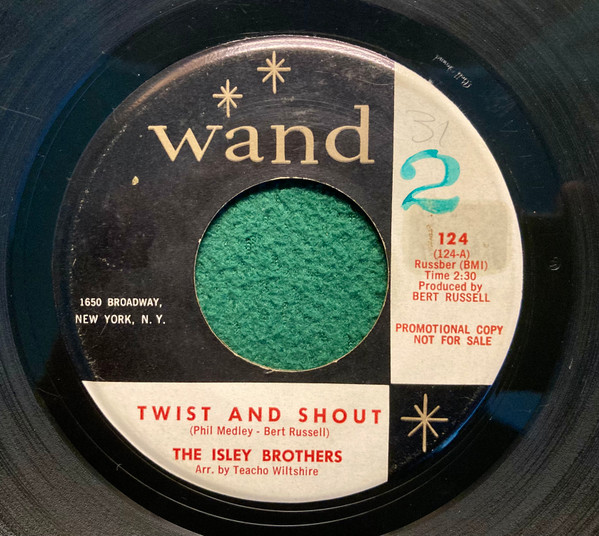 wand
31
2
124
(124-A)
Russber (BMI)
Time 2:30
Produced by
BERT RUSSELL
1650 BROADWAY,
NEW YORK, N. Y.
PROMOTIONAL COPY
NOT FOR SALE
TWIST AND SHOUT
(Phil Medley - Bert Russell)
THE ISLEY BROTHERS
Arr. by Teacho Wiltshire